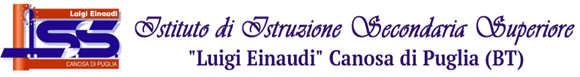 Luigi Einaudi
ISS
CANOSA DI PUGLIA
Istituto di Istruzione Secondaria Superiore
"Luigi Einaudi" Canosa di Puglia (BT)